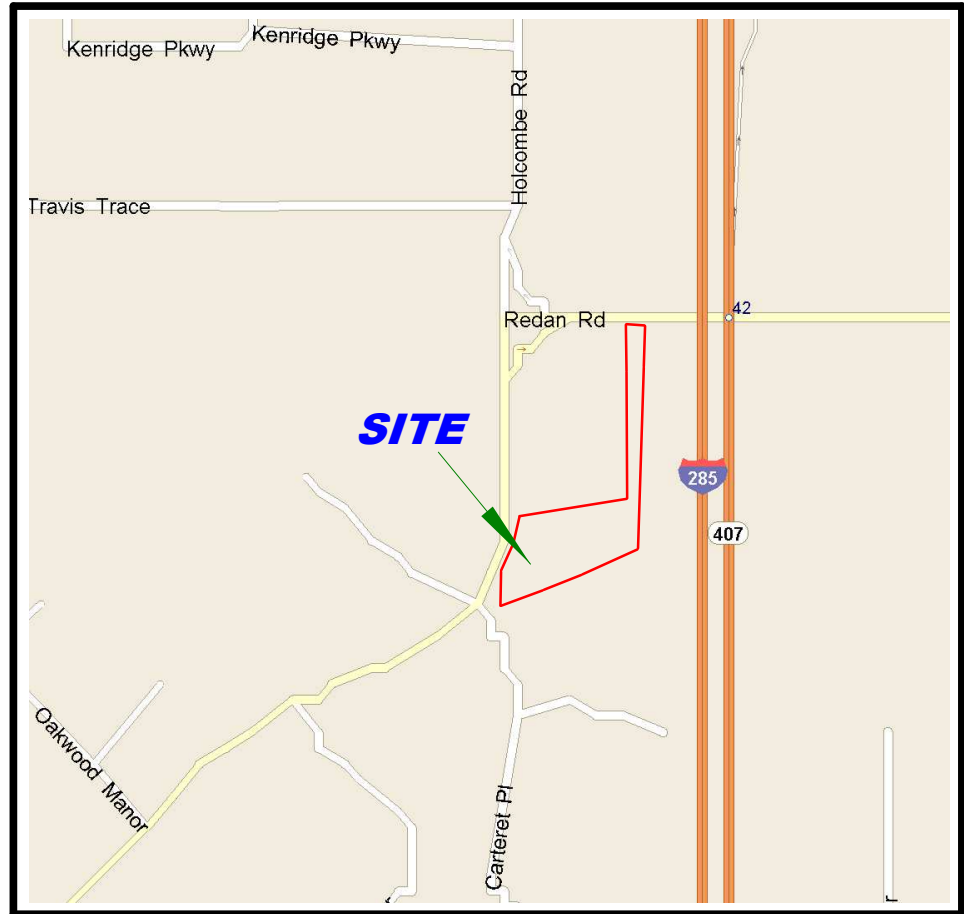 Kenridge Pkwy
Kenridge Pkwy
Holcombe Rd
Travis Trace
42
Redan Rd
SITE
285
407
Oakwood Manor
Carteret Pl